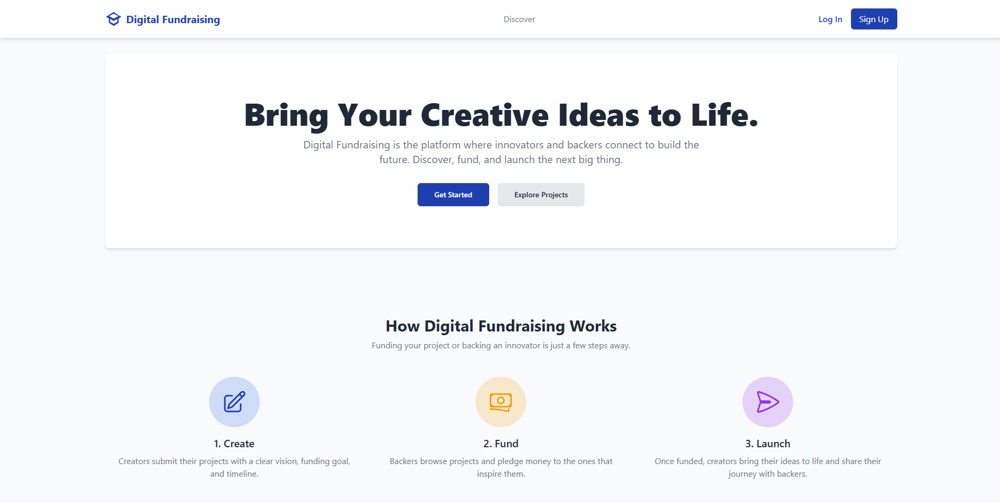 Digital Fundraising
Discover
Log In
Sign Up
Bring Your Creative Ideas to Life.
Digital Fundraising is the platform where innovators and backers connect to build the
future. Discover, fund, and launch the next big thing.
Get Started
Explore Projects
How Digital Fundraising Works
Funding your project or backing an innovator is just a few steps away.
1. Create
Creators submit their projects with a clear vision, funding goal,
and timeline.
2. Fund
Backers browse projects and pledge money to the ones that
inspire them.
3. Launch
Once funded, creators bring their ideas to life and share their
journey with backers.